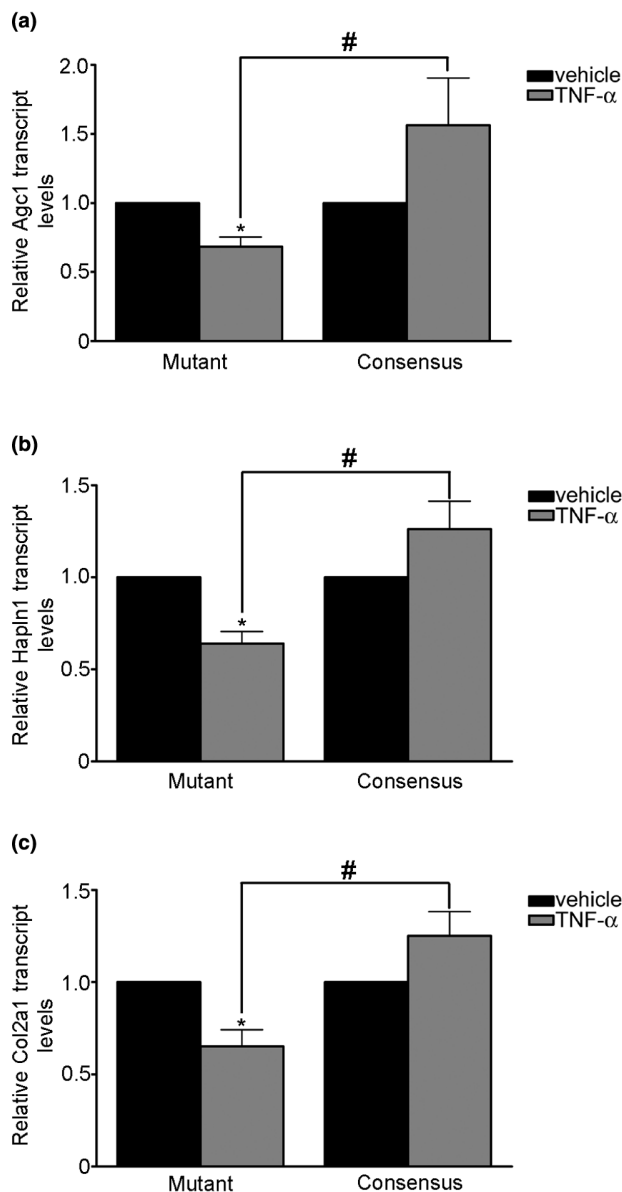 (a)
#
2.0
vehicle
TNF-α
1.5
Relative Agc1 transcript
levels
1.0
*
0.5
0
Mutant Consensus
(b)
#
1.5
vehicle
TNF-α
Relative Hapln1 transcript
levels
1.0
*
0.5
0
Mutant Consensus
(c)
#
1.5
vehicle
TNF-α
Relative Col2a1 transcript
levels
1.0
*
0.5
0
Mutant Consensus